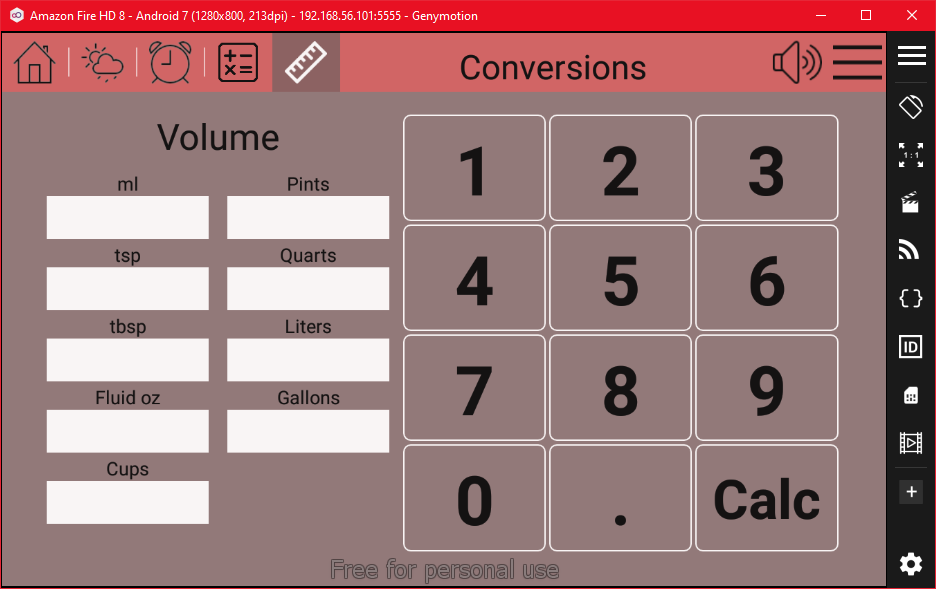 Amazon Fire HD 8 - Android 7 (1280x800, 213dpi) - 192.168.56.101:5555 - Genymotion
Conversions
1:1
ID
Volume
ml
Pints
tsp
Quarts
tbsp
Liters
Fluid oz
Gallons
Cups
1 2 3
4 5 6
7 8 9
0 . Calc
Free for personal use